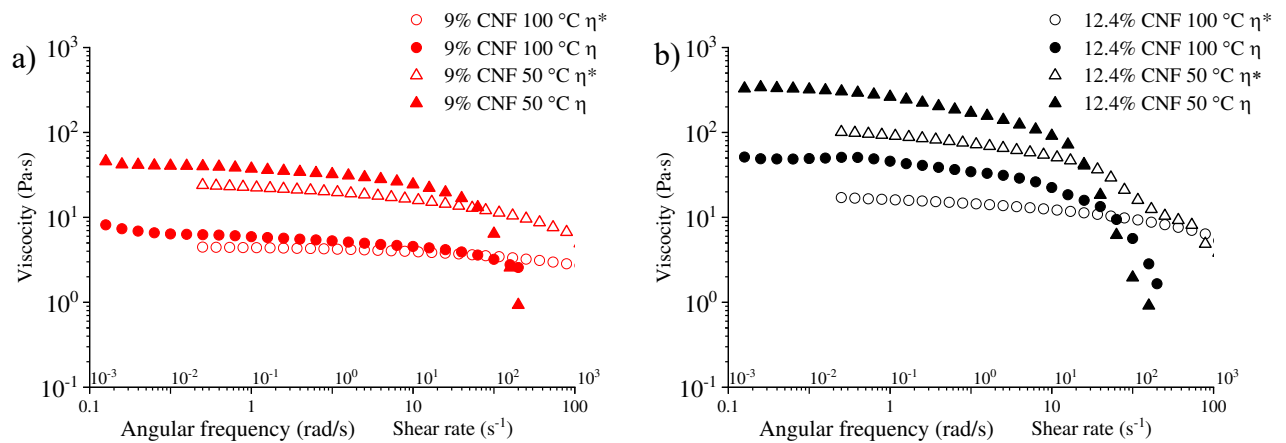 a)
9% CNF 100 °C η*
9% CNF 100 °C η
9% CNF 50 °C η*
9% CNF 50 °C η
10³
10²
10¹
10⁰
10⁻¹
Viscocity (Pa·s)
10⁻³ 10⁻² 10⁻¹ 10⁰ 10¹ 10² 10³
0.1 1 10 100
Angular frequency (rad/s) Shear rate (s⁻¹)
b)
12.4% CNF 100 °C η*
12.4% CNF 100 °C η
12.4% CNF 50 °C η*
12.4% CNF 50 °C η
10³
10²
10¹
10⁰
10⁻¹
Viscocity (Pa·s)
10⁻³ 10⁻² 10⁻¹ 10⁰ 10¹ 10² 10³
0.1 1 10 100
Angular frequency (rad/s) Shear rate (s⁻¹)